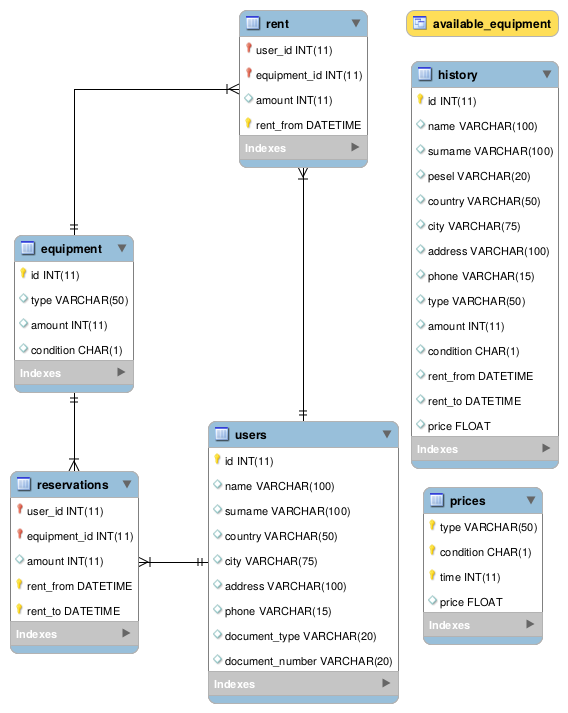 rent
user_id INT(11)
equipment_id INT(11)
amount INT(11)
rent_from DATETIME
Indexes
available_equipment
history
id INT(11)
name VARCHAR(100)
surname VARCHAR(100)
pesel VARCHAR(20)
country VARCHAR(50)
city VARCHAR(75)
address VARCHAR(100)
phone VARCHAR(15)
type VARCHAR(50)
amount INT(11)
condition CHAR(1)
rent_from DATETIME
rent_to DATETIME
price FLOAT
Indexes
equipment
id INT(11)
type VARCHAR(50)
amount INT(11)
condition CHAR(1)
Indexes
users
id INT(11)
name VARCHAR(100)
surname VARCHAR(100)
country VARCHAR(50)
city VARCHAR(75)
address VARCHAR(100)
phone VARCHAR(15)
document_type VARCHAR(20)
document_number VARCHAR(20)
Indexes
reservations
user_id INT(11)
equipment_id INT(11)
amount INT(11)
rent_from DATETIME
rent_to DATETIME
Indexes
prices
type VARCHAR(50)
condition CHAR(1)
time INT(11)
price FLOAT
Indexes